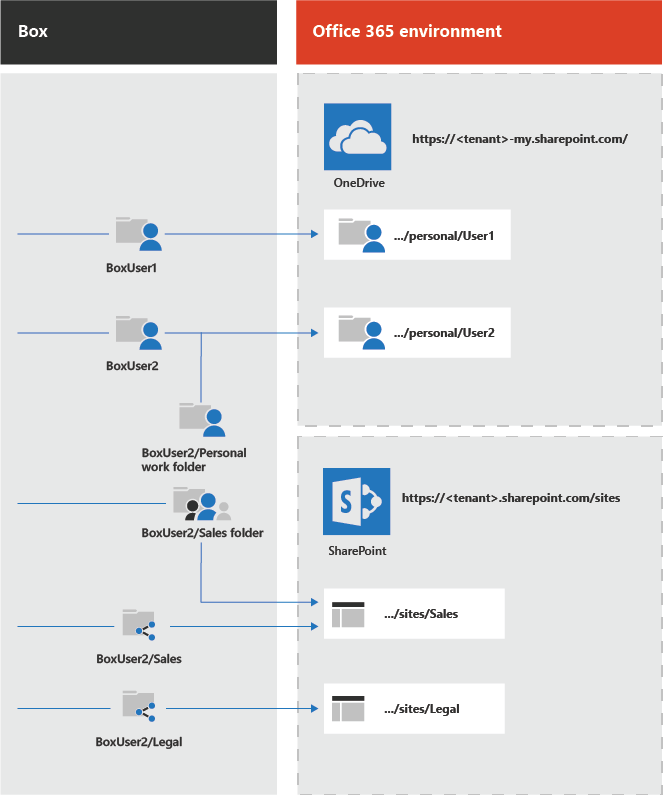 Box
Office 365 environment
https://<tenant>-my.sharepoint.com/
OneDrive
BoxUser1
.../personal/User1
BoxUser2
.../personal/User2
BoxUser2/Personal
work folder
BoxUser2/Sales folder
https://<tenant>.sharepoint.com/sites
S
SharePoint
.../sites/Sales
BoxUser2/Sales
.../sites/Legal
BoxUser2/Legal